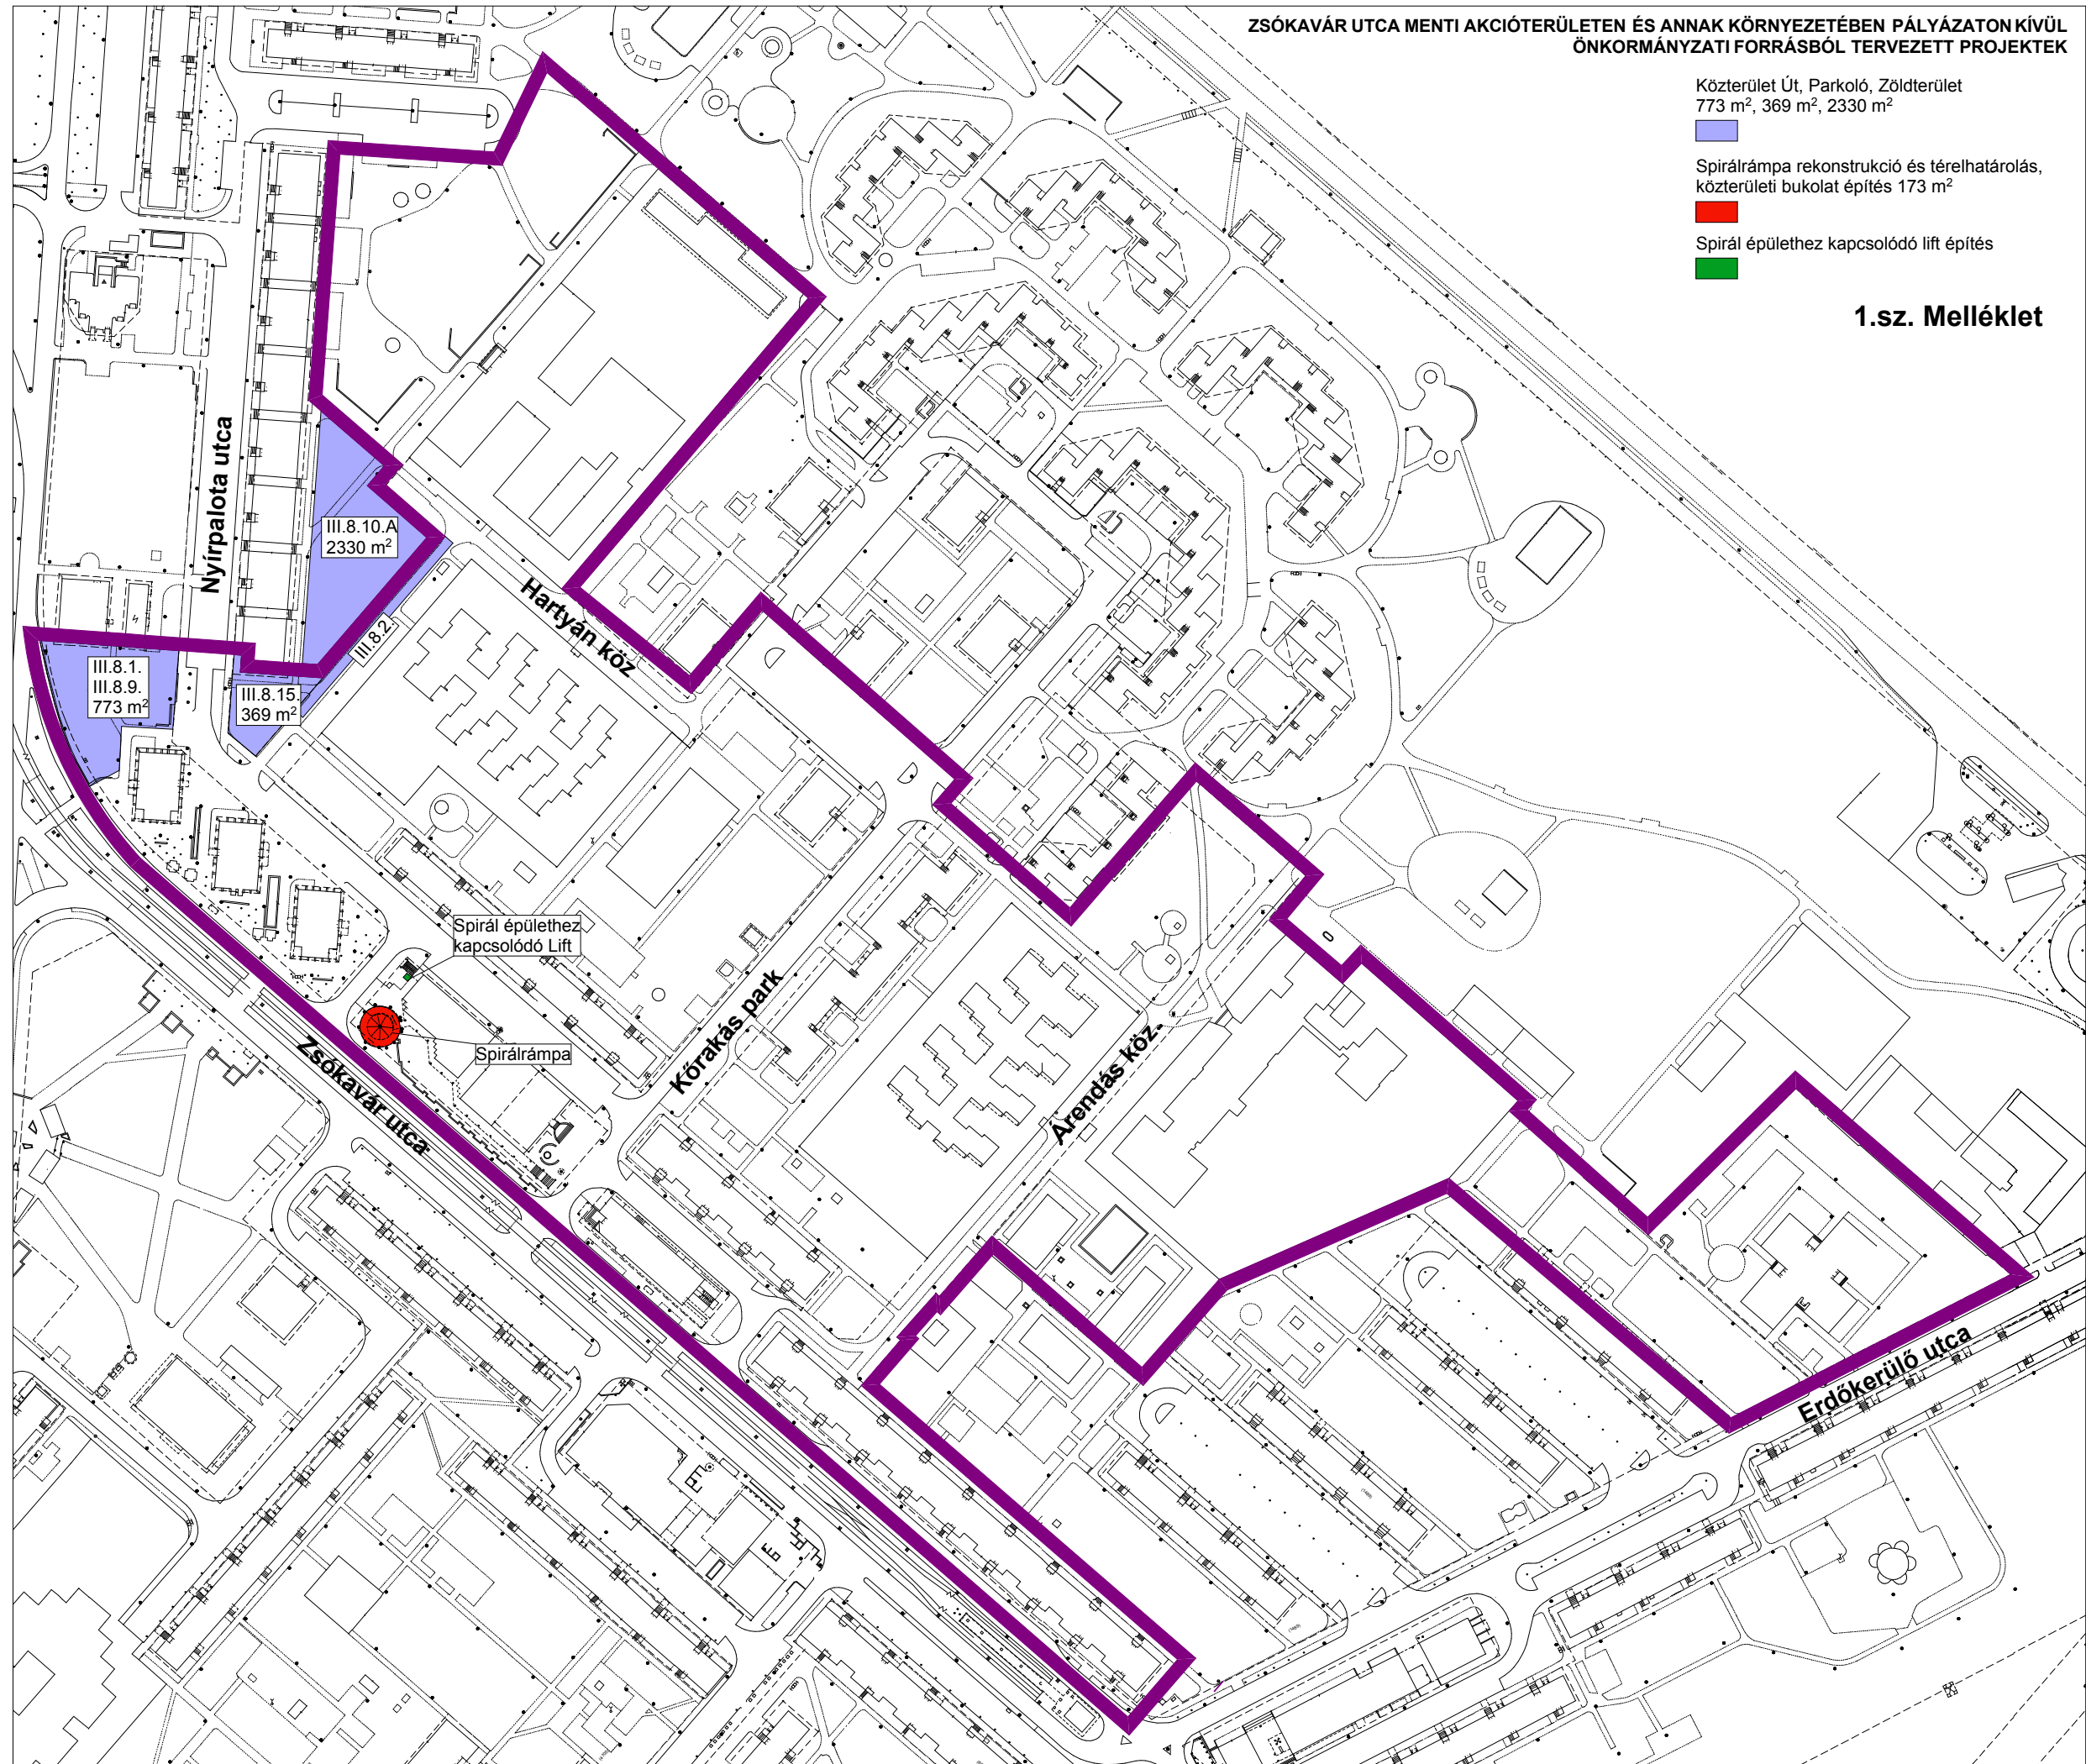 ZSÓKAVÁR UTCA MENTI AKCIÓTERÜLETEN ÉS ANNAK KÖRNYEZETÉBEN PÁLYÁZATON KÍVÜL
ÖNKORMÁNYZATI FORRÁSBÓL TERVEZETT PROJEKTEK
Közterület Út, Parkoló, Zöldterület
773 m², 369 m², 2330 m²
Spirálrámpa rekonstrukció és térelhatárolás,
közterületi bukolat építés 173 m²
Spirál épülethez kapcsolódó lift építés
1.sz. Melléklet
Nyírpalota utca
III.8.10.A
2330 m²
Hartyán köz
III.8.2
III.8.1.
III.8.9.
773 m²
III.8.15.
369 m²
Spirál épülethez
kapcsolódó Lift
Spirálrámpa
Zsókavár utca
Kőrakás park
Árendás köz
Erdőkerülő utca